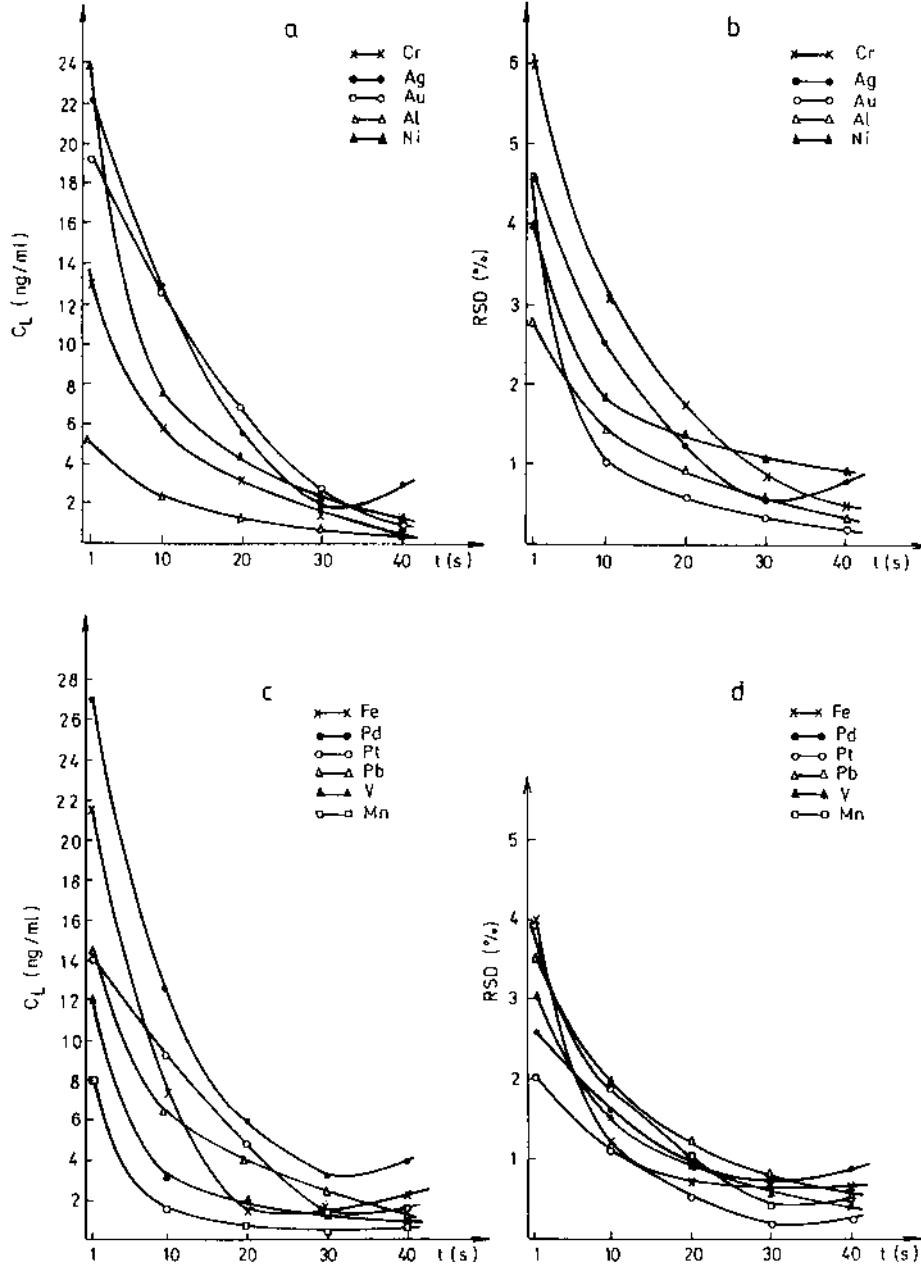 a
Cr
Ag
Au
Al
Ni
24
22
20
19
18
16
14
13
12
10
8
6
4
2
C_L (ng/ml)
1 10 20 30 40 t(s)
b
Cr
Ag
Au
Al
Ni
6
5
4
3
2
1
RSD (%)
1 10 20 30 40 t(s)
c
Fe
Pd
Pt
Pb
V
Mn
28
26
24
22
20
18
16
14
12
10
8
6
4
2
C_L (ng/ml)
1 10 20 30 40 t(s)
d
Fe
Pd
Pt
Pb
V
Mn
5
4
3
2
1
RSD (%)
1 10 20 30 40 t(s)